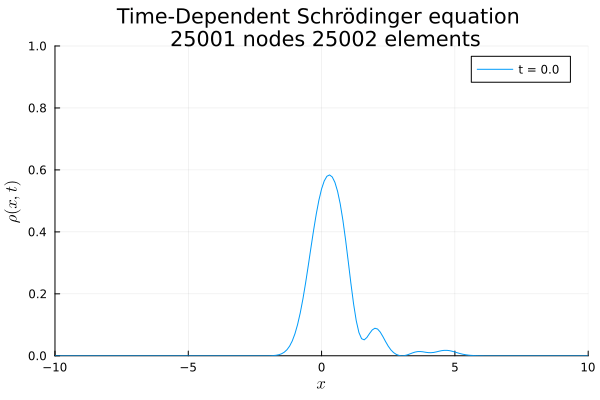 Time-Dependent Schrödinger equation
25001 nodes 25002 elements
t = 0.0
1.0
0.8
0.6
0.4
0.2
0.0
ρ(x, t)
−10
−5
0
5
10
x